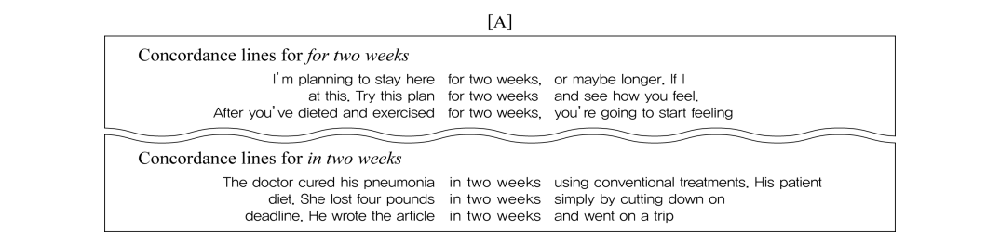 [A]
Concordance lines for for two weeks
I'm planning to stay here for two weeks, or maybe longer. If I
at this. Try this plan for two weeks and see how you feel.
After you've dieted and exercised for two weeks, you're going to start feeling
Concordance lines for in two weeks
The doctor cured his pneumonia in two weeks using conventional treatments. His patient
diet. She lost four pounds in two weeks simply by cutting down on
deadline. He wrote the article in two weeks and went on a trip